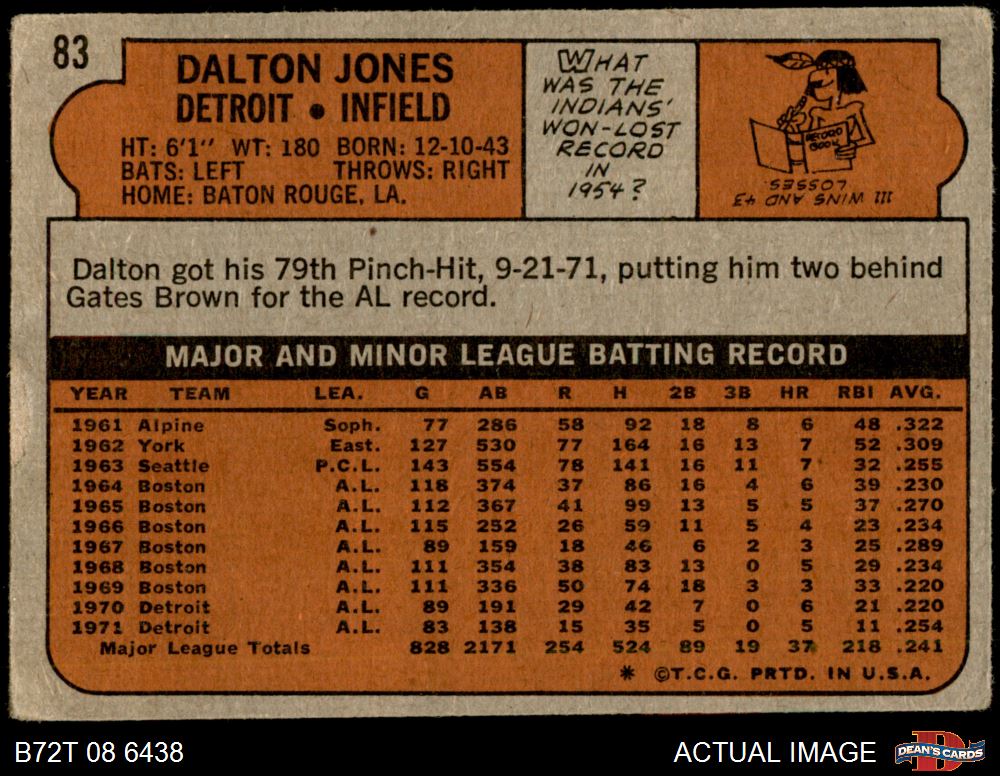 83
DALTON JONES
DETROIT • INFIELD
HT: 6'1" WT: 180 BORN: 12-10-43
BATS: LEFT THROWS: RIGHT
HOME: BATON ROUGE, LA.
WHAT
WAS THE
INDIANS'
WON-LOST
RECORD
IN
1954?
RECORD
BOOK
111 WINS AND 43
LOSSES.
Dalton got his 79th Pinch-Hit, 9-21-71, putting him two behind
Gates Brown for the AL record.
MAJOR AND MINOR LEAGUE BATTING RECORD
YEAR TEAM LEA. G AB R H 2B 3B HR RBI AVG.
1961 Alpine Soph. 77 286 58 92 18 8 6 48 .322
1962 York East. 127 530 77 164 16 13 7 52 .309
1963 Seattle P.C.L. 143 554 78 141 16 11 7 32 .255
1964 Boston A.L. 118 374 37 86 16 4 6 39 .230
1965 Boston A.L. 112 367 41 99 13 5 5 37 .270
1966 Boston A.L. 115 252 26 59 11 5 4 23 .234
1967 Boston A.L. 89 159 18 46 6 2 3 25 .289
1968 Boston A.L. 111 354 38 83 13 0 5 29 .234
1969 Boston A.L. 111 336 50 74 18 3 3 33 .220
1970 Detroit A.L. 89 191 29 42 7 0 6 21 .220
1971 Detroit A.L. 83 138 15 35 5 0 5 11 .254
Major League Totals 828 2171 254 524 89 19 37 218 .241
* ©T.C.G. PRTD. IN U.S.A.
B72T 08 6438
ACTUAL IMAGE
DEAN'S CARDS